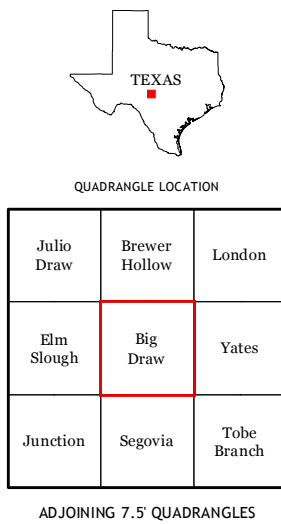 TEXAS
QUADRANGLE LOCATION
Julio
Draw
Brewer
Hollow
London
Elm
Slough
Big
Draw
Yates
Junction
Segovia
Tobe
Branch
ADJOINING 7.5' QUADRANGLES